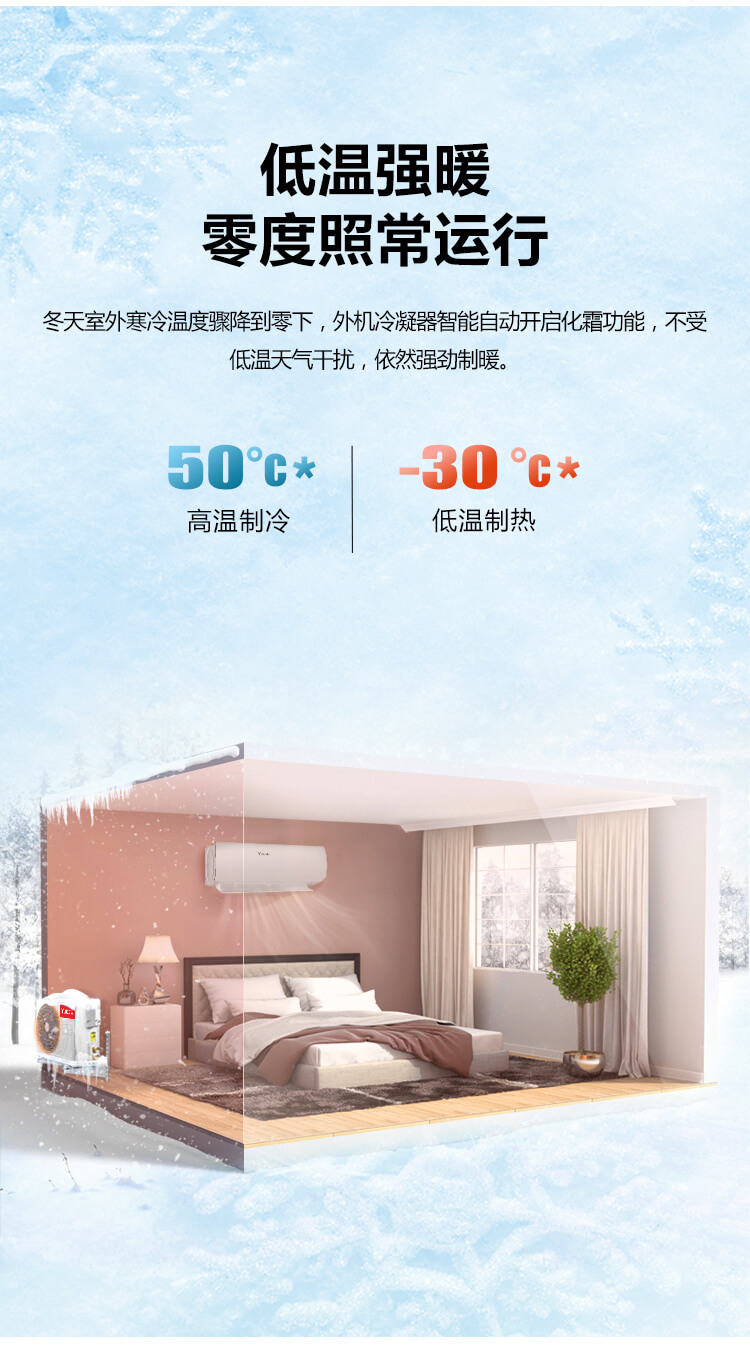 低温强暖
零度照常运行
冬天室外寒冷温度骤降到零下，外机冷凝器智能自动开启化霜功能，不受
低温天气干扰，依然强劲制暖。
50℃* -30℃*
高温制冷 低温制热